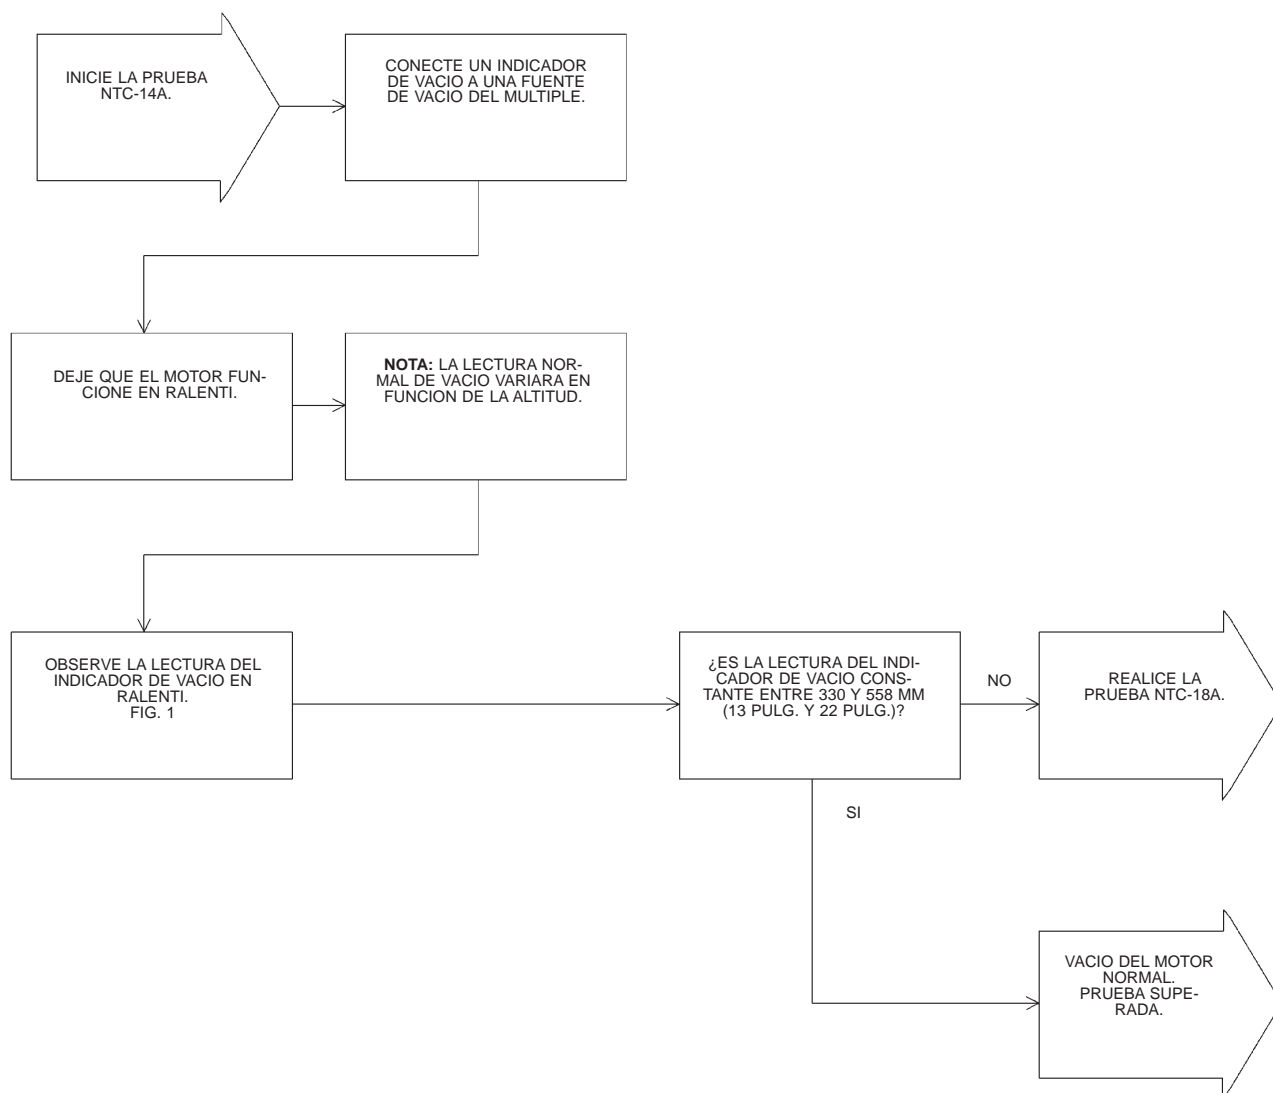 INICIE LA PRUEBA
NTC-14A.
CONECTE UN INDICADOR
DE VACIO A UNA FUENTE
DE VACIO DEL MULTIPLE.
DEJE QUE EL MOTOR FUN-
CIONE EN RALENTI.
NOTA: LA LECTURA NOR-
MAL DE VACIO VARIARA EN
FUNCION DE LA ALTITUD.
OBSERVE LA LECTURA DEL
INDICADOR DE VACIO EN
RALENTI.
FIG. 1
¿ES LA LECTURA DEL INDI-
CADOR DE VACIO CONS-
TANTE ENTRE 330 Y 558 MM
(13 PULG. Y 22 PULG.)?
NO
REALICE LA
PRUEBA NTC-18A.
SI
VACIO DEL MOTOR
NORMAL.
PRUEBA SUPE-
RADA.